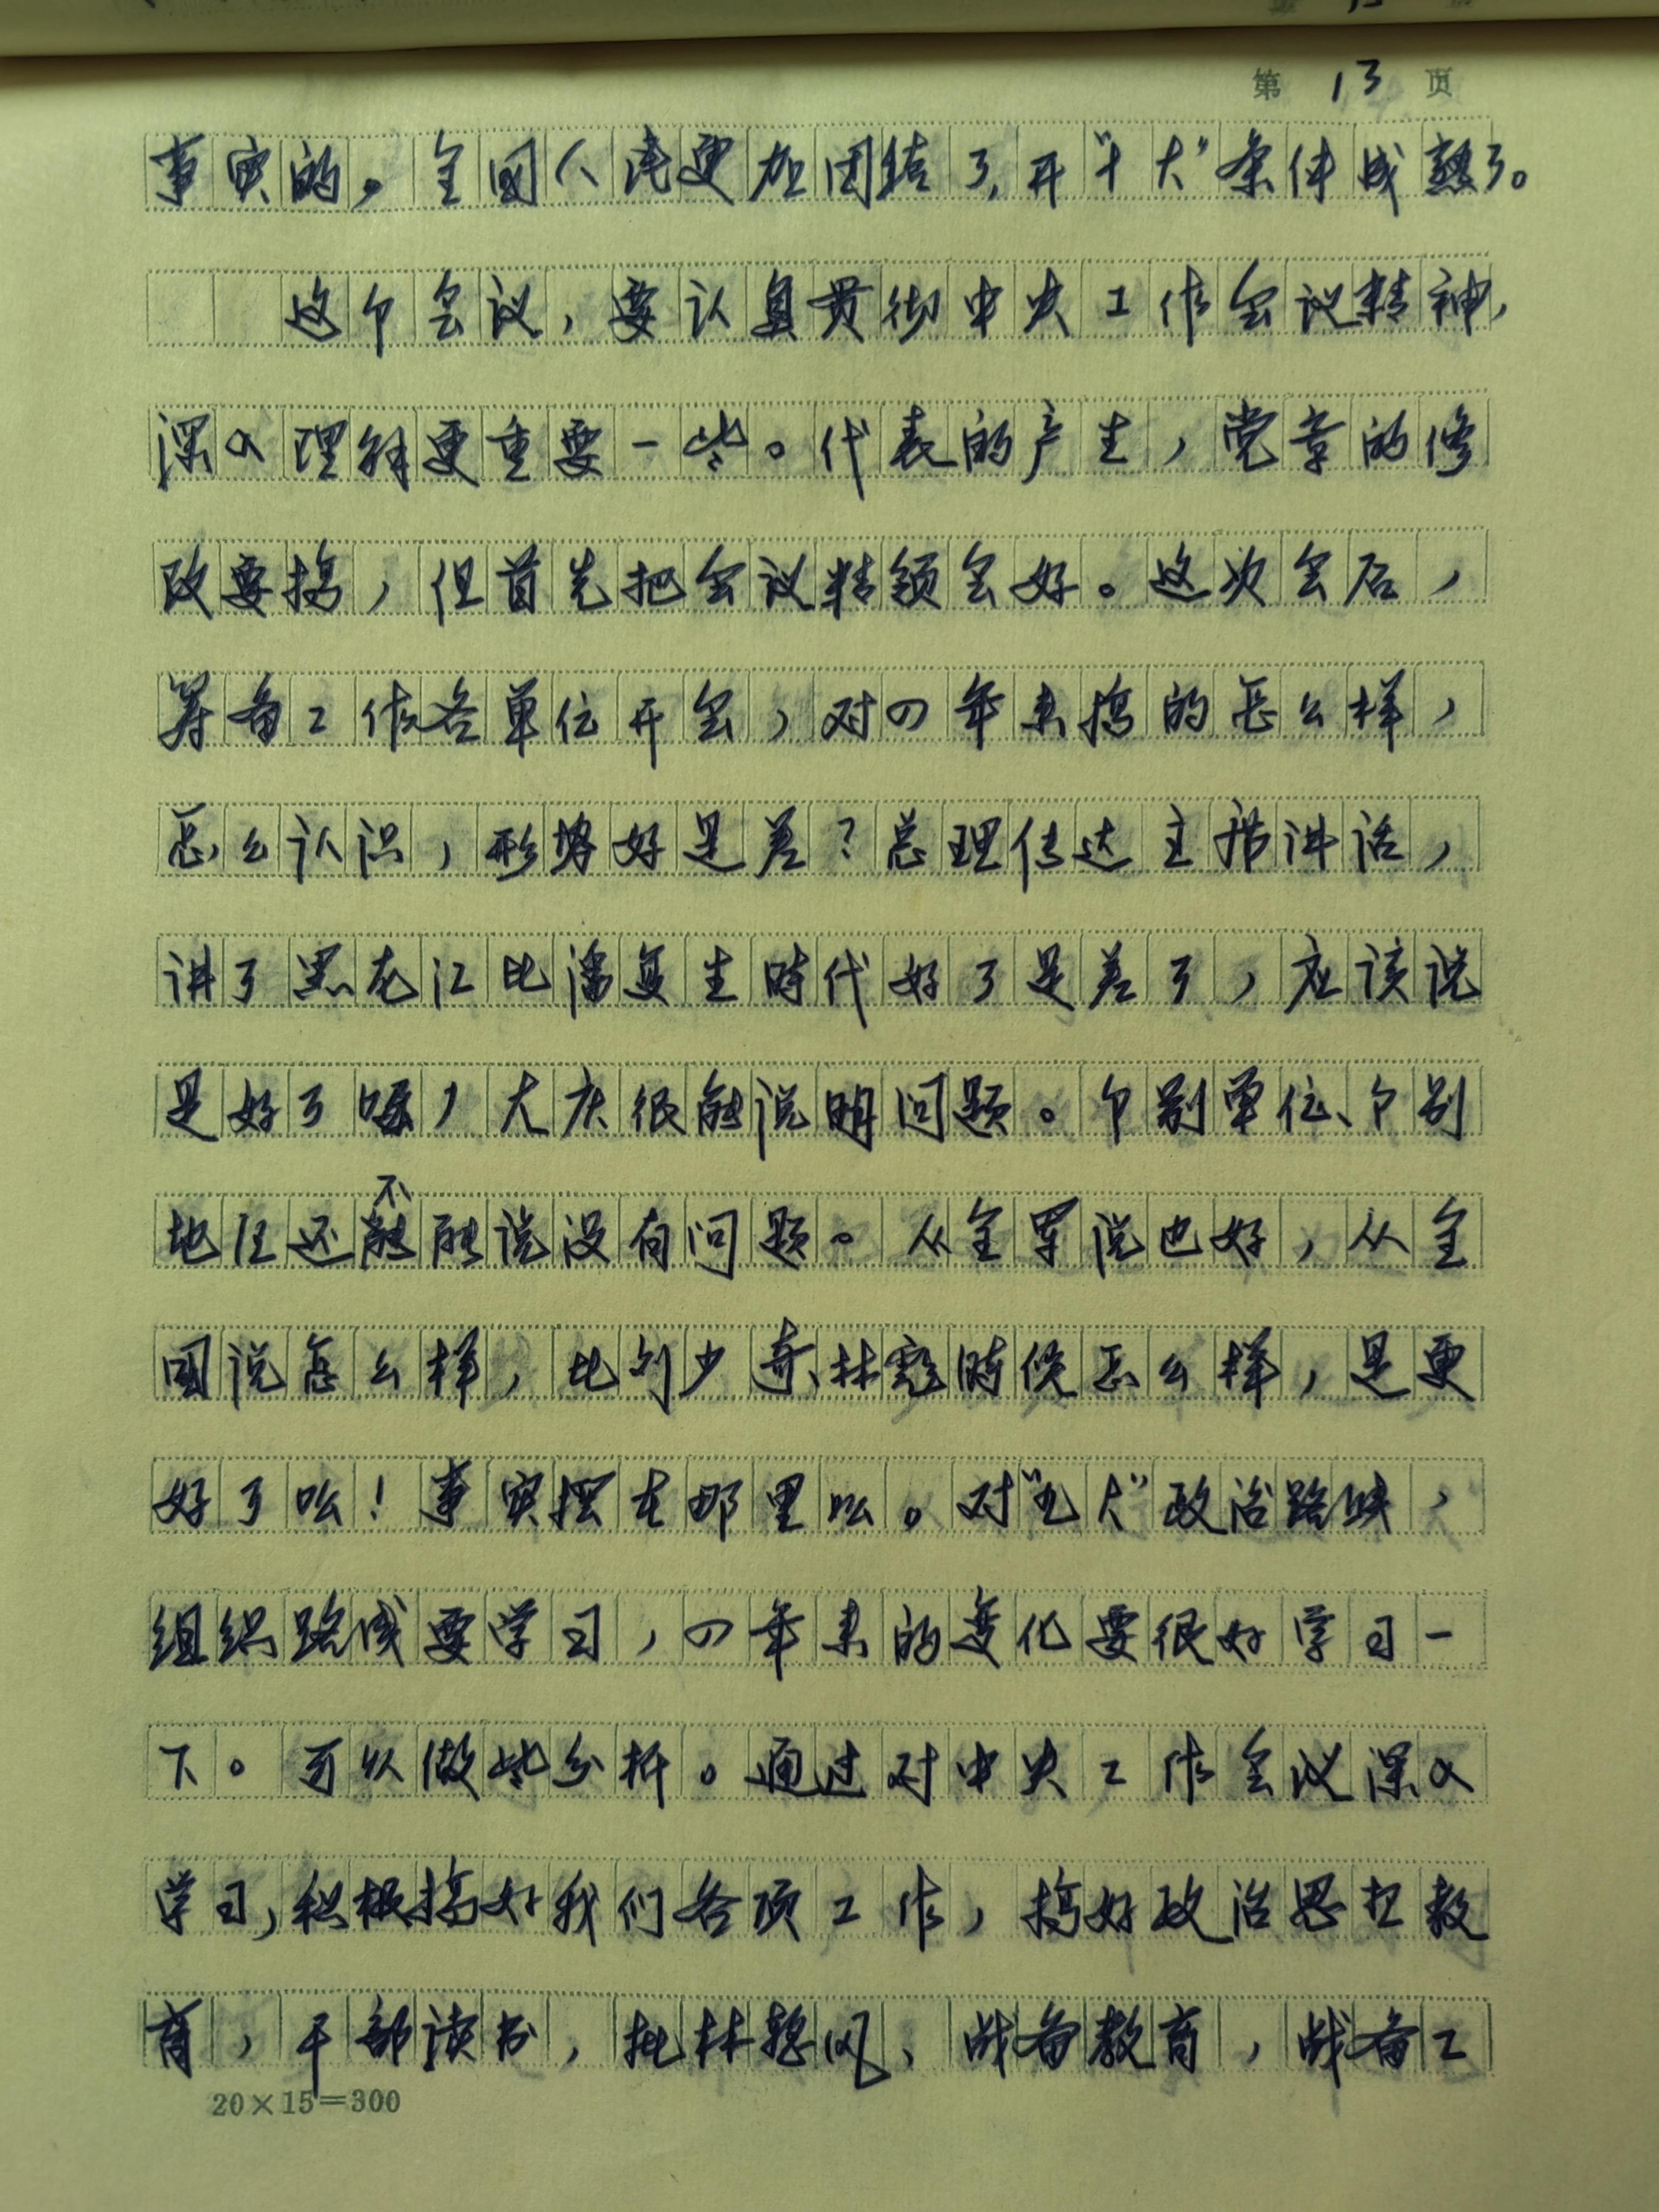 第 13 页
事实的。全国人民更加团结了,开“十大”条件成熟了。
这个会议，要认真贯彻中央工作会议精神，
深入理解更重要一些。代表的产生，党章的修
改要搞，但首先把会议精领会好。这次会后，
筹备工作各单位开会，对四年来搞的怎么样，
怎么认识，形势好是差？总理传达主席讲话，
讲了黑龙江比潘复生时代好了是差了，应该说
是好了嘛，大庆很能说明问题。个别单位、个别
地区还不能说没有问题。从全军说也好，从全
国说怎么样，比刘少奇、林彪时候怎么样，是更
好了么！事实摆在那里么。对“九大”政治路线，
组织路线要学习，四年来的变化要很好学习一
下。可以做些分析。通过对中央工作会议深入
学习，积极搞好我们各项工作，搞好政治思想教
育，干部读书，批林整风、战备教育，战备工
20×15=300